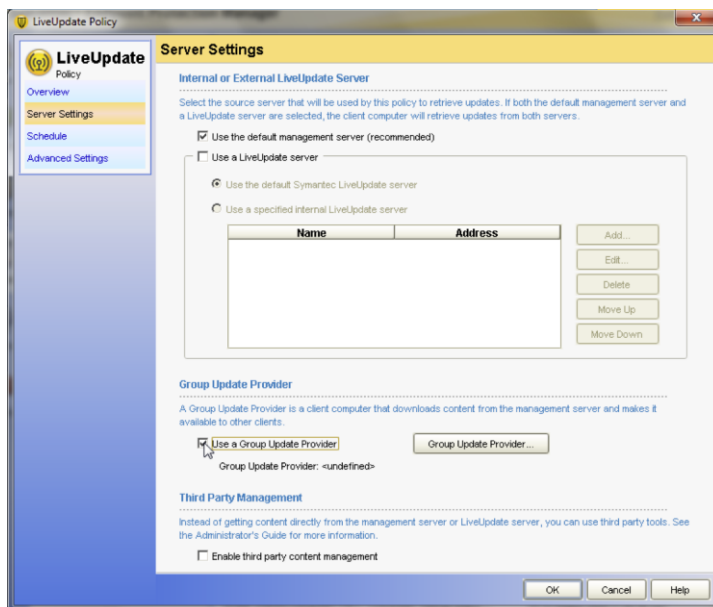 LiveUpdate Policy
LiveUpdate
Policy
Overview
Server Settings
Schedule
Advanced Settings
Server Settings
Internal or External LiveUpdate Server
Select the source server that will be used by this policy to retrieve updates. If both the default management server and
a LiveUpdate server are selected, the client computer will retrieve updates from both servers.
Use the default management server (recommended)
Use a LiveUpdate server
Use the default Symantec LiveUpdate server
Use a specified internal LiveUpdate server
Name Address
Add...
Edit...
Delete
Move Up
Move Down
Group Update Provider
A Group Update Provider is a client computer that downloads content from the management server and makes it
available to other clients.
Use a Group Update Provider Group Update Provider...
Group Update Provider: <undefined>
Third Party Management
Instead of getting content directly from the management server or LiveUpdate server, you can use third party tools. See
the Administrator's Guide for more information.
Enable third party content management
OK Cancel Help